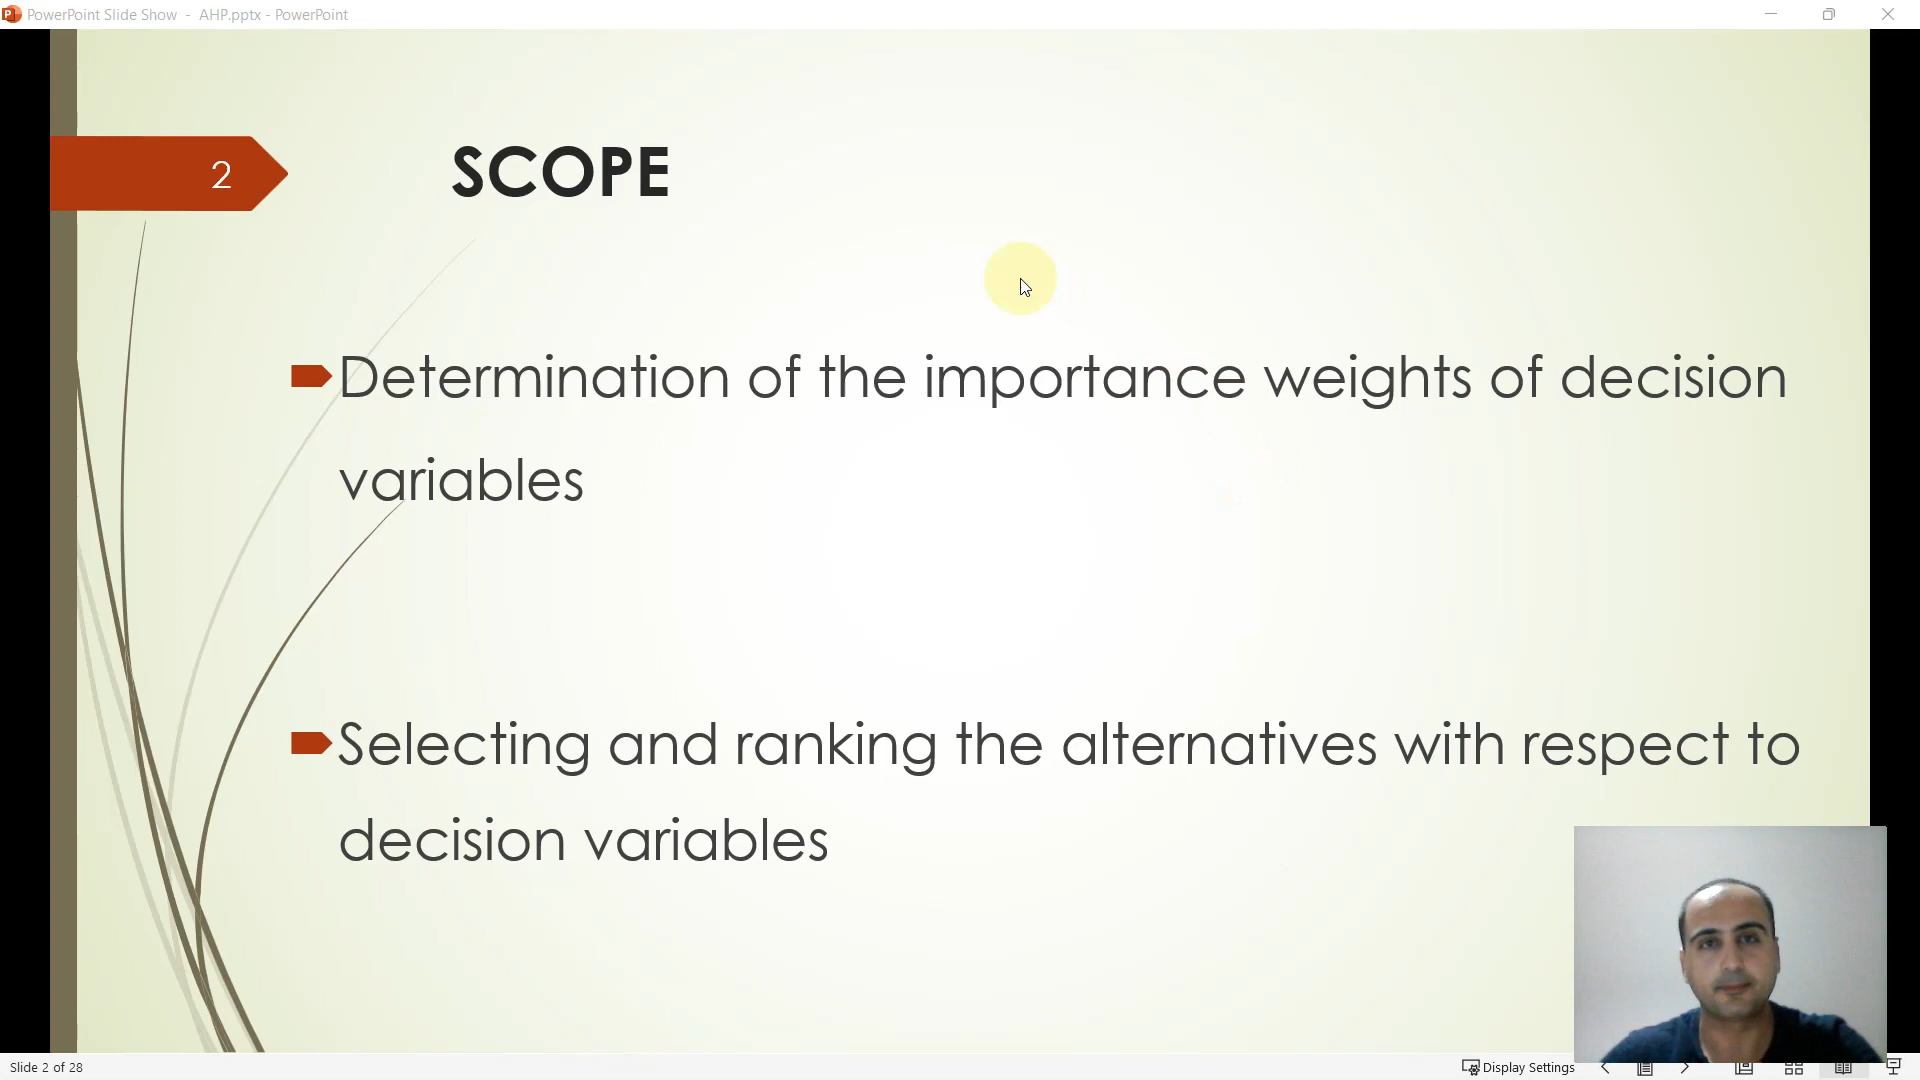 PowerPoint Slide Show - AHP.pptx - PowerPoint
2
SCOPE
Determination of the importance weights of decision
variables
Selecting and ranking the alternatives with respect to
decision variables
Slide 2 of 28
Display Settings